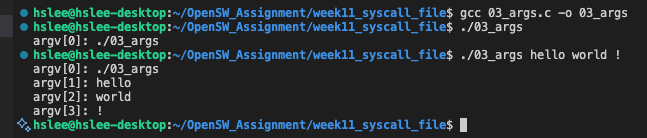 hslee@hslee-desktop:~/OpenSW_Assignment/week11_syscall_file$ gcc 03_args.c -o 03_args
hslee@hslee-desktop:~/OpenSW_Assignment/week11_syscall_file$ ./03_args
argv[0]: ./03_args
hslee@hslee-desktop:~/OpenSW_Assignment/week11_syscall_file$ ./03_args hello world !
argv[0]: ./03_args
argv[1]: hello
argv[2]: world
argv[3]: !
hslee@hslee-desktop:~/OpenSW_Assignment/week11_syscall_file$